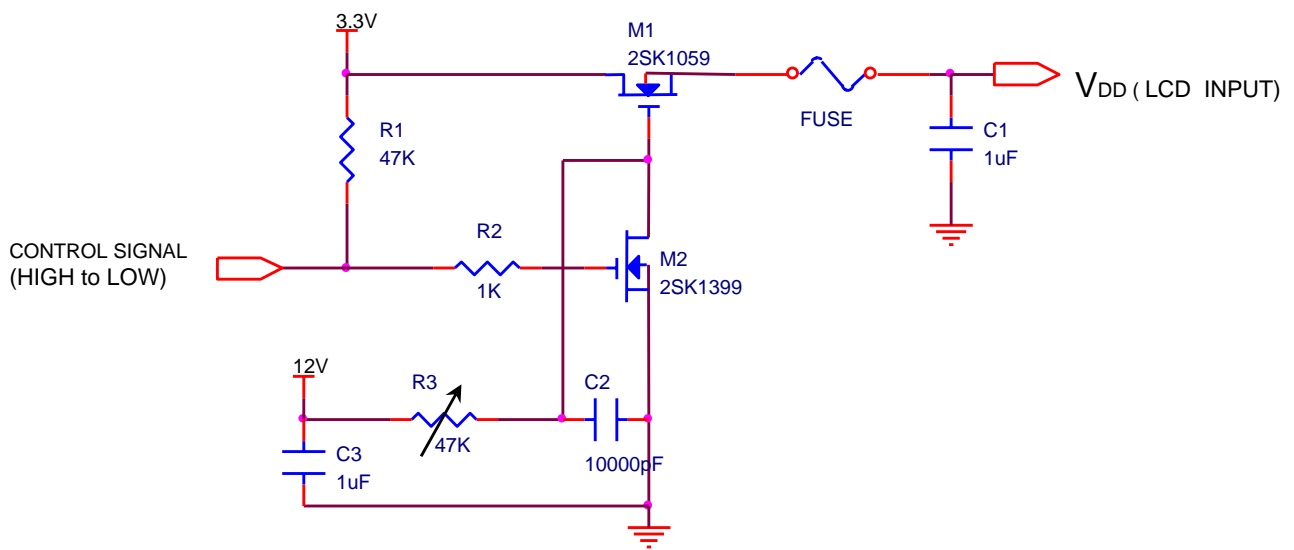 3.3V
M1
2SK1059
VDD ( LCD INPUT)
FUSE
R1
47K
C1
1uF
CONTROL SIGNAL
(HIGH to LOW)
R2
1K
M2
2SK1399
12V
R3
47K
C2
10000pF
C3
1uF